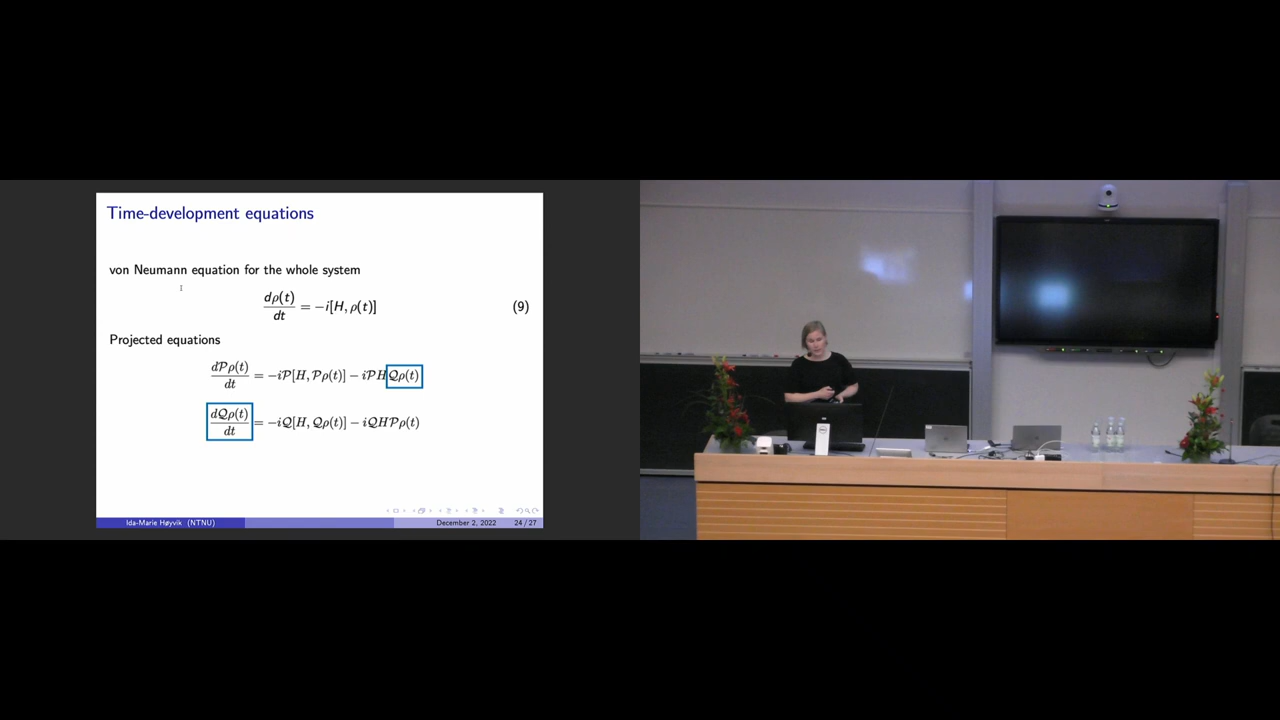 Time-development equations
von Neumann equation for the whole system
dρ(t)/dt = −i[H, ρ(t)] (9)
Projected equations
d𝒫ρ(t)/dt = −i𝒫[H, 𝒫ρ(t)] − i𝒫H𝒬ρ(t)
d𝒬ρ(t)/dt = −i𝒬[H, 𝒬ρ(t)] − i𝒬H𝒫ρ(t)
Ida-Marie Høyvik (NTNU) December 2, 2022 24 / 27